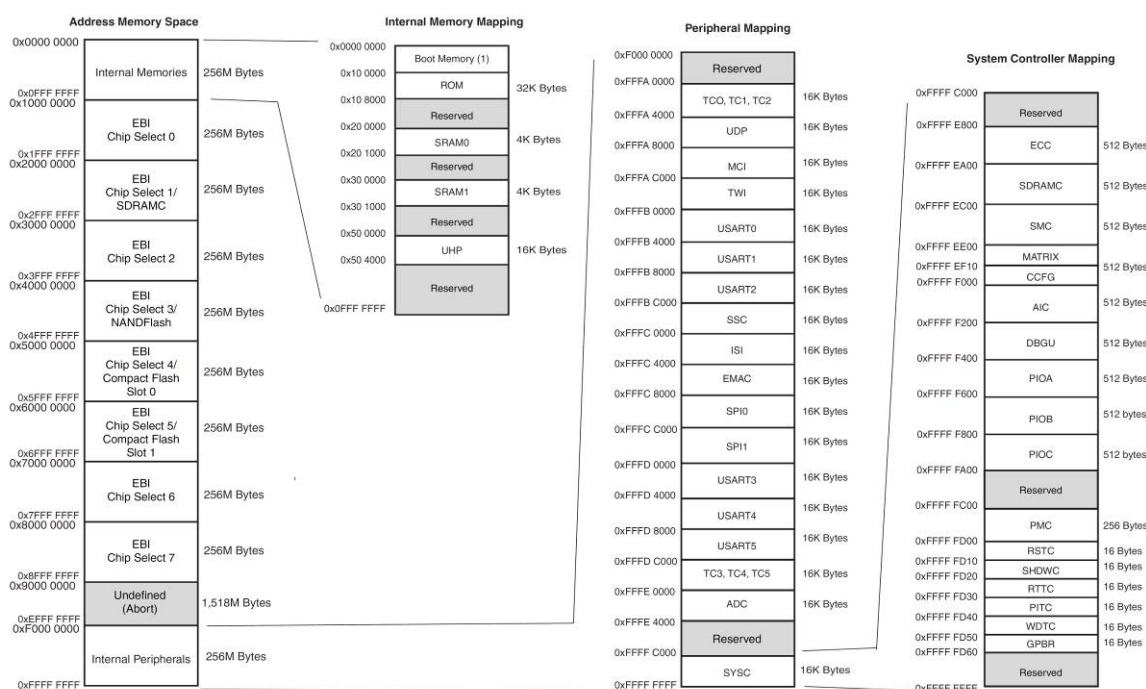 Address Memory Space
0x0000 0000
Internal Memories
256M Bytes
0x0FFF FFFF
0x1000 0000
EBI
Chip Select 0
256M Bytes
0x1FFF FFFF
0x2000 0000
EBI
Chip Select 1/
SDRAMC
256M Bytes
0x2FFF FFFF
0x3000 0000
EBI
Chip Select 2
256M Bytes
0x3FFF FFFF
0x4000 0000
EBI
Chip Select 3/
NANDFlash
256M Bytes
0x4FFF FFFF
0x5000 0000
EBI
Chip Select 4/
Compact Flash
Slot 0
256M Bytes
0x5FFF FFFF
0x6000 0000
EBI
Chip Select 5/
Compact Flash
Slot 1
256M Bytes
0x6FFF FFFF
0x7000 0000
EBI
Chip Select 6
256M Bytes
0x7FFF FFFF
0x8000 0000
EBI
Chip Select 7
256M Bytes
0x8FFF FFFF
0x9000 0000
Undefined
(Abort)
1,518M Bytes
0xEFFF FFFF
0xF000 0000
Internal Peripherals
256M Bytes
0xFFFF FFFF
Internal Memory Mapping
0x0000 0000
Boot Memory (1)
0x10 0000
ROM
32K Bytes
0x10 8000
Reserved
0x20 0000
SRAM0
4K Bytes
0x20 1000
Reserved
0x30 0000
SRAM1
4K Bytes
0x30 1000
Reserved
0x50 0000
UHP
16K Bytes
0x50 4000
Reserved
0x0FFF FFFF
Peripheral Mapping
0xF000 0000
Reserved
0xFFFA 0000
TCO, TC1, TC2
16K Bytes
0xFFFA 4000
UDP
16K Bytes
0xFFFA 8000
MCI
16K Bytes
0xFFFA C000
TWI
16K Bytes
0xFFFB 0000
USART0
16K Bytes
0xFFFB 4000
USART1
16K Bytes
0xFFFB 8000
USART2
16K Bytes
0xFFFB C000
SSC
16K Bytes
0xFFFC 0000
ISI
16K Bytes
0xFFFC 4000
EMAC
16K Bytes
0xFFFC 8000
SPI0
16K Bytes
0xFFFC C000
SPI1
16K Bytes
0xFFFD 0000
USART3
16K Bytes
0xFFFD 4000
USART4
16K Bytes
0xFFFD 8000
USART5
16K Bytes
0xFFFD C000
TC3, TC4, TC5
16K Bytes
0xFFFE 0000
ADC
16K Bytes
0xFFFE 4000
Reserved
0xFFFF C000
SYSC
16K Bytes
0xFFFF FFFF
System Controller Mapping
0xFFFF C000
Reserved
0xFFFF E800
ECC
512 Bytes
0xFFFF EA00
SDRAMC
512 Bytes
0xFFFF EC00
SMC
512 Bytes
0xFFFF EE00
MATRIX
512 Bytes
0xFFFF EF10
CCFG
0xFFFF F000
AIC
512 Bytes
0xFFFF F200
DBGU
512 Bytes
0xFFFF F400
PIOA
512 Bytes
0xFFFF F600
PIOB
512 bytes
0xFFFF F800
PIOC
512 bytes
0xFFFF FA00
Reserved
0xFFFF FC00
PMC
256 Bytes
0xFFFF FD00
RSTC
16 Bytes
0xFFFF FD10
SHDWC
16 Bytes
0xFFFF FD20
RTTC
16 Bytes
0xFFFF FD30
PITC
16 Bytes
0xFFFF FD40
WDTC
16 Bytes
0xFFFF FD50
GPBR
16 Bytes
0xFFFF FD60
Reserved
0xFFFF FFFF